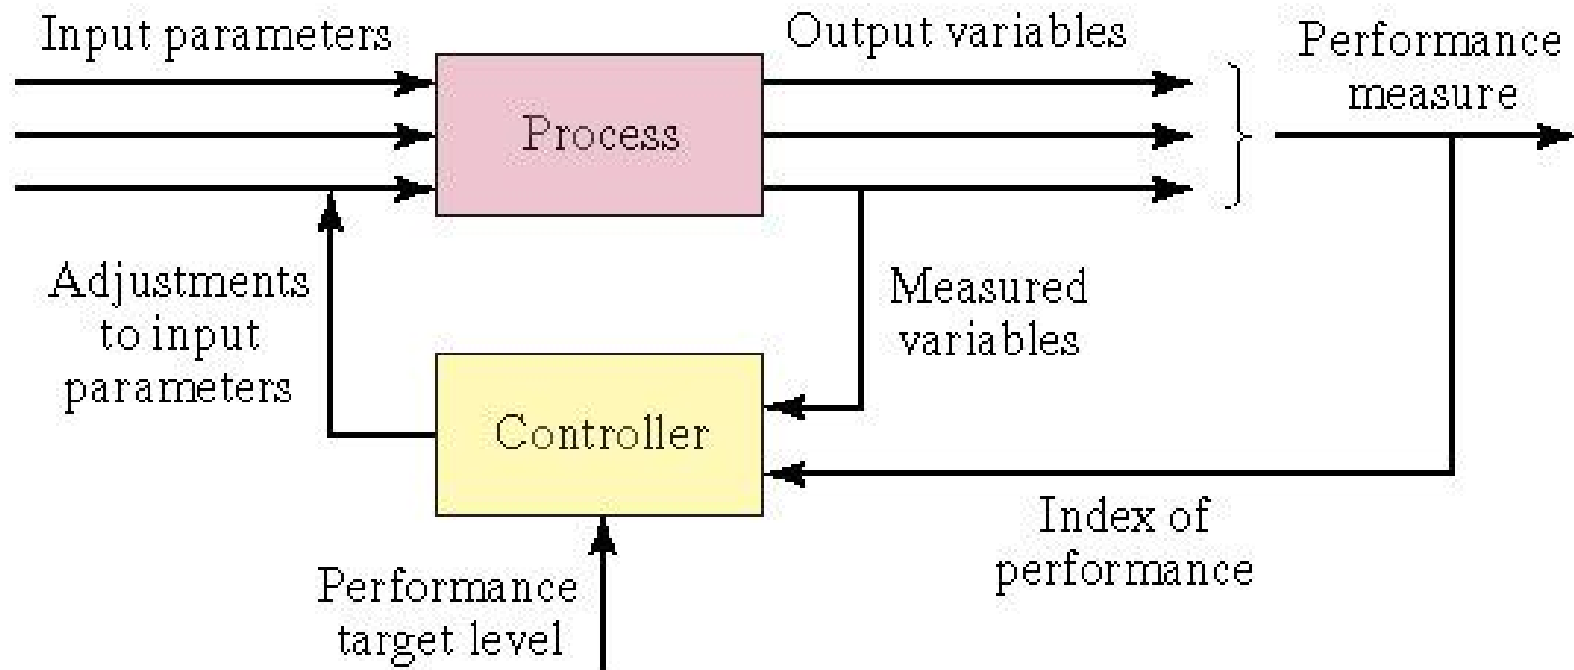 Input parameters
Output variables
Performance
measure
Process
Adjustments
to input
parameters
Measured
variables
Controller
Index of
performance
Performance
target level